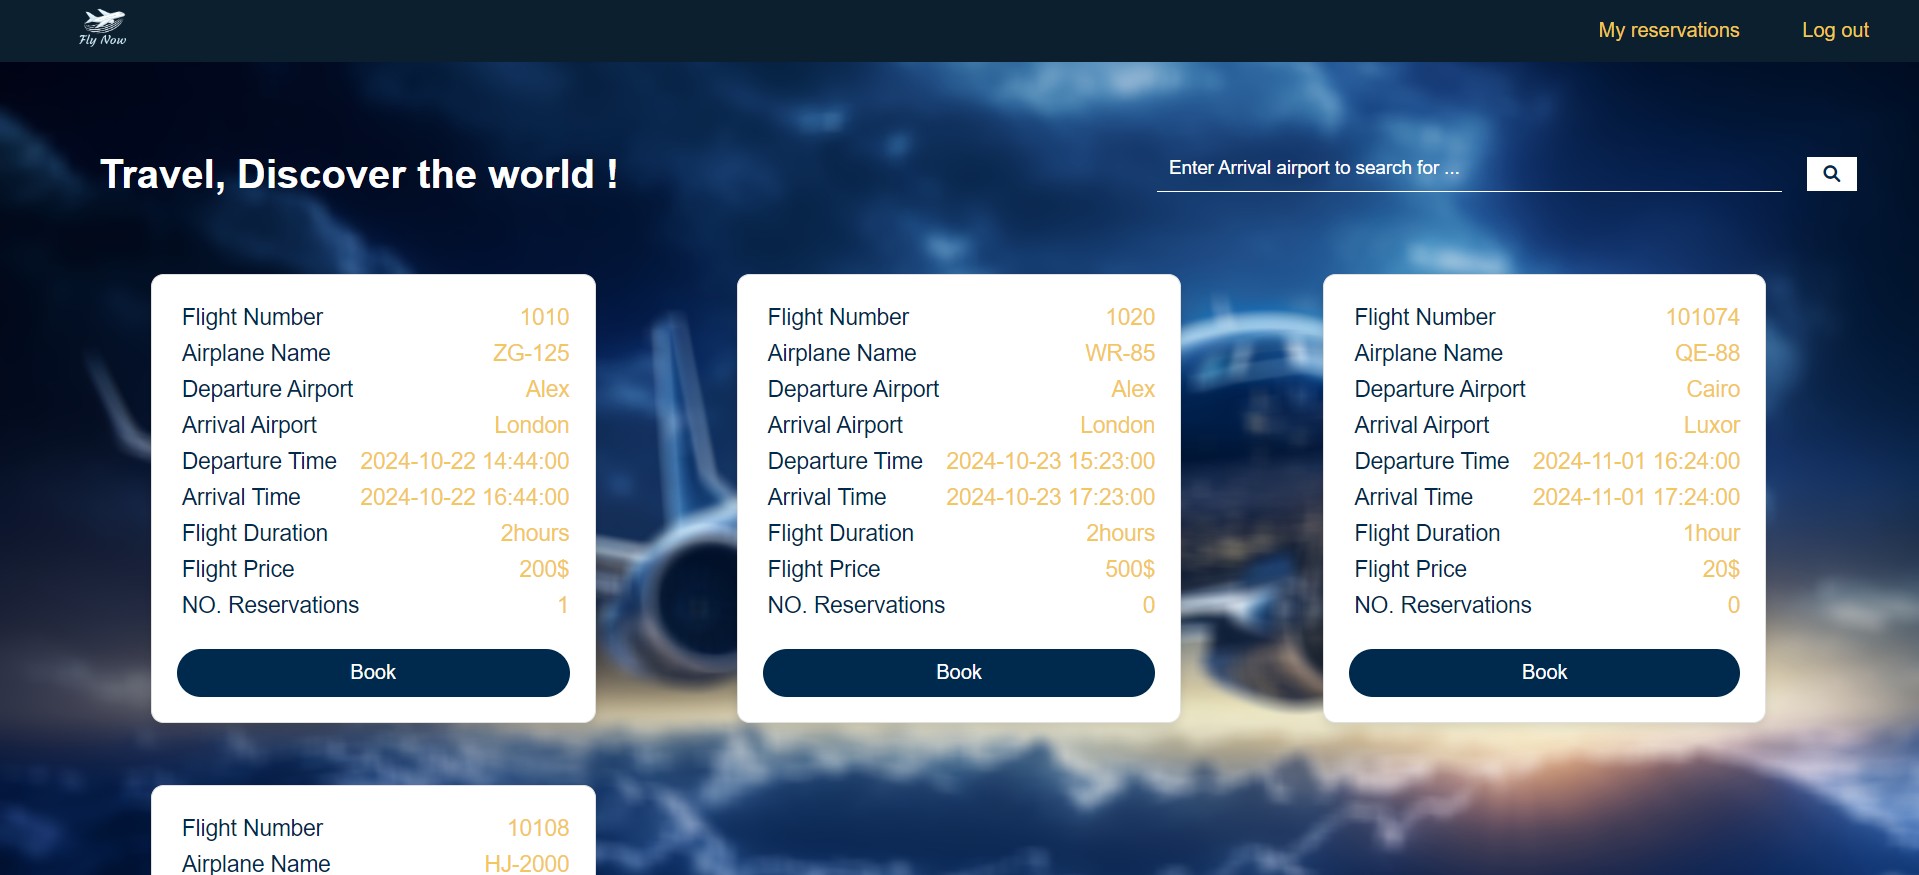 Fly Now
My reservations
Log out
Travel, Discover the world !
Enter Arrival airport to search for ...
Flight Number 1010
Airplane Name ZG-125
Departure Airport Alex
Arrival Airport London
Departure Time 2024-10-22 14:44:00
Arrival Time 2024-10-22 16:44:00
Flight Duration 2hours
Flight Price 200$
NO. Reservations 1
Book
Flight Number 1020
Airplane Name WR-85
Departure Airport Alex
Arrival Airport London
Departure Time 2024-10-23 15:23:00
Arrival Time 2024-10-23 17:23:00
Flight Duration 2hours
Flight Price 500$
NO. Reservations 0
Book
Flight Number 101074
Airplane Name QE-88
Departure Airport Cairo
Arrival Airport Luxor
Departure Time 2024-11-01 16:24:00
Arrival Time 2024-11-01 17:24:00
Flight Duration 1hour
Flight Price 20$
NO. Reservations 0
Book
Flight Number 10108
Airplane Name HJ-2000